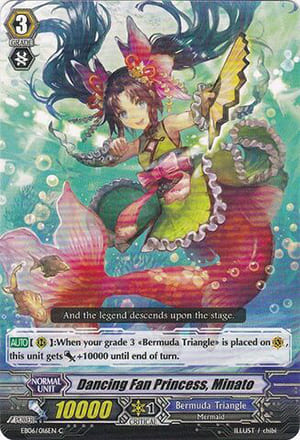 3
GRADE
And the legend descends upon the stage.
AUTO [ ]:When your grade 3 «Bermuda Triangle» is placed on ,
this unit gets +10000 until end of turn.
NORMAL
UNIT
Dancing Fan Princess, Minato
10000
1
CRITICAL
Bermuda Triangle
Mermaid
EB06/016EN C
ILLUST / chibi